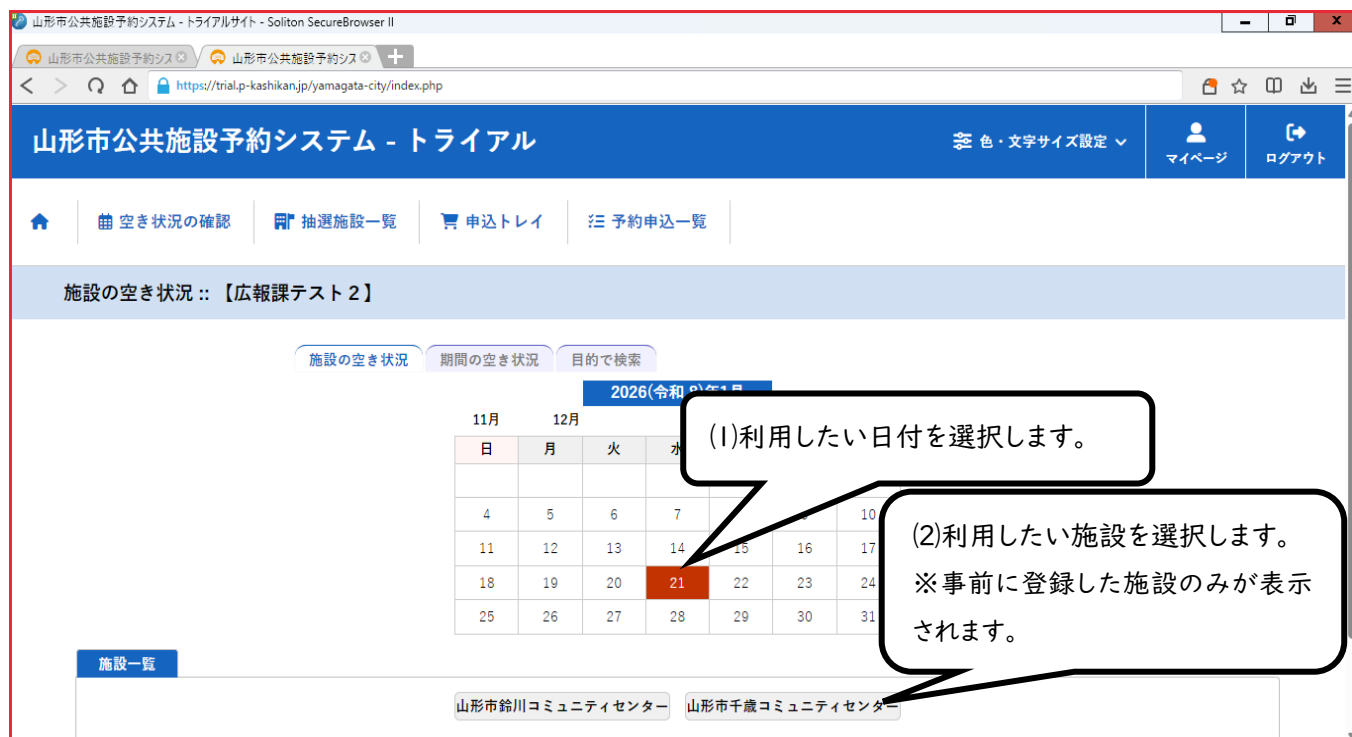 山形市公共施設予約システム - トライアルサイト - Soliton SecureBrowser II
山形市公共施設予約シス
山形市公共施設予約シス
https://trial.p-kashikan.jp/yamagata-city/index.php
山形市公共施設予約システム - トライアル
色・文字サイズ設定
マイページ
ログアウト
空き状況の確認
抽選施設一覧
申込トレイ
予約申込一覧
施設の空き状況 :: 【広報課テスト２】
施設の空き状況
期間の空き状況
目的で検索
2026(令和 8)年1月
11月 12月
(1)利用したい日付を選択します。
日 月 火 水
4 5 6 7 10
11 12 13 14 15 16 17
18 19 20 21 22 23 24
25 26 27 28 29 30 31
(2)利用したい施設を選択します。
※事前に登録した施設のみが表示
されます。
施設一覧
山形市鈴川コミュニティセンター
山形市千歳コミュニティセンター